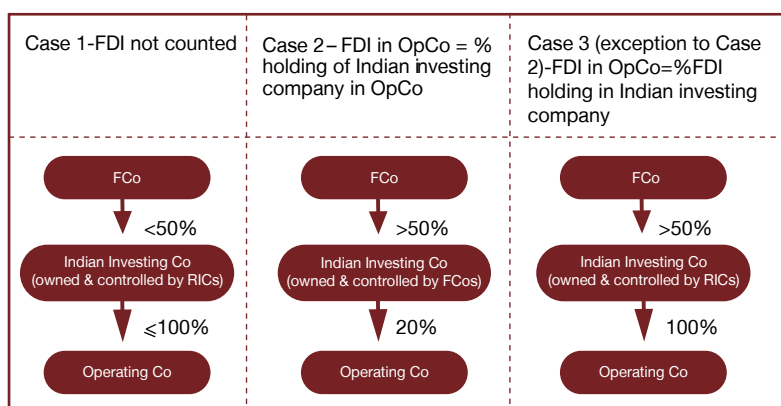 Case 1-FDI not counted
Case 2 – FDI in OpCo = %
holding of Indian investing
company in OpCo
Case 3 (exception to Case
2)-FDI in OpCo=%FDI
holding in Indian investing
company
FCo
<50%
Indian Investing Co
(owned & controlled by RICs)
⩽100%
Operating Co
FCo
>50%
Indian Investing Co
(owned & controlled by FCos)
20%
Operating Co
FCo
>50%
Indian Investing Co
(owned & controlled by RICs)
100%
Operating Co